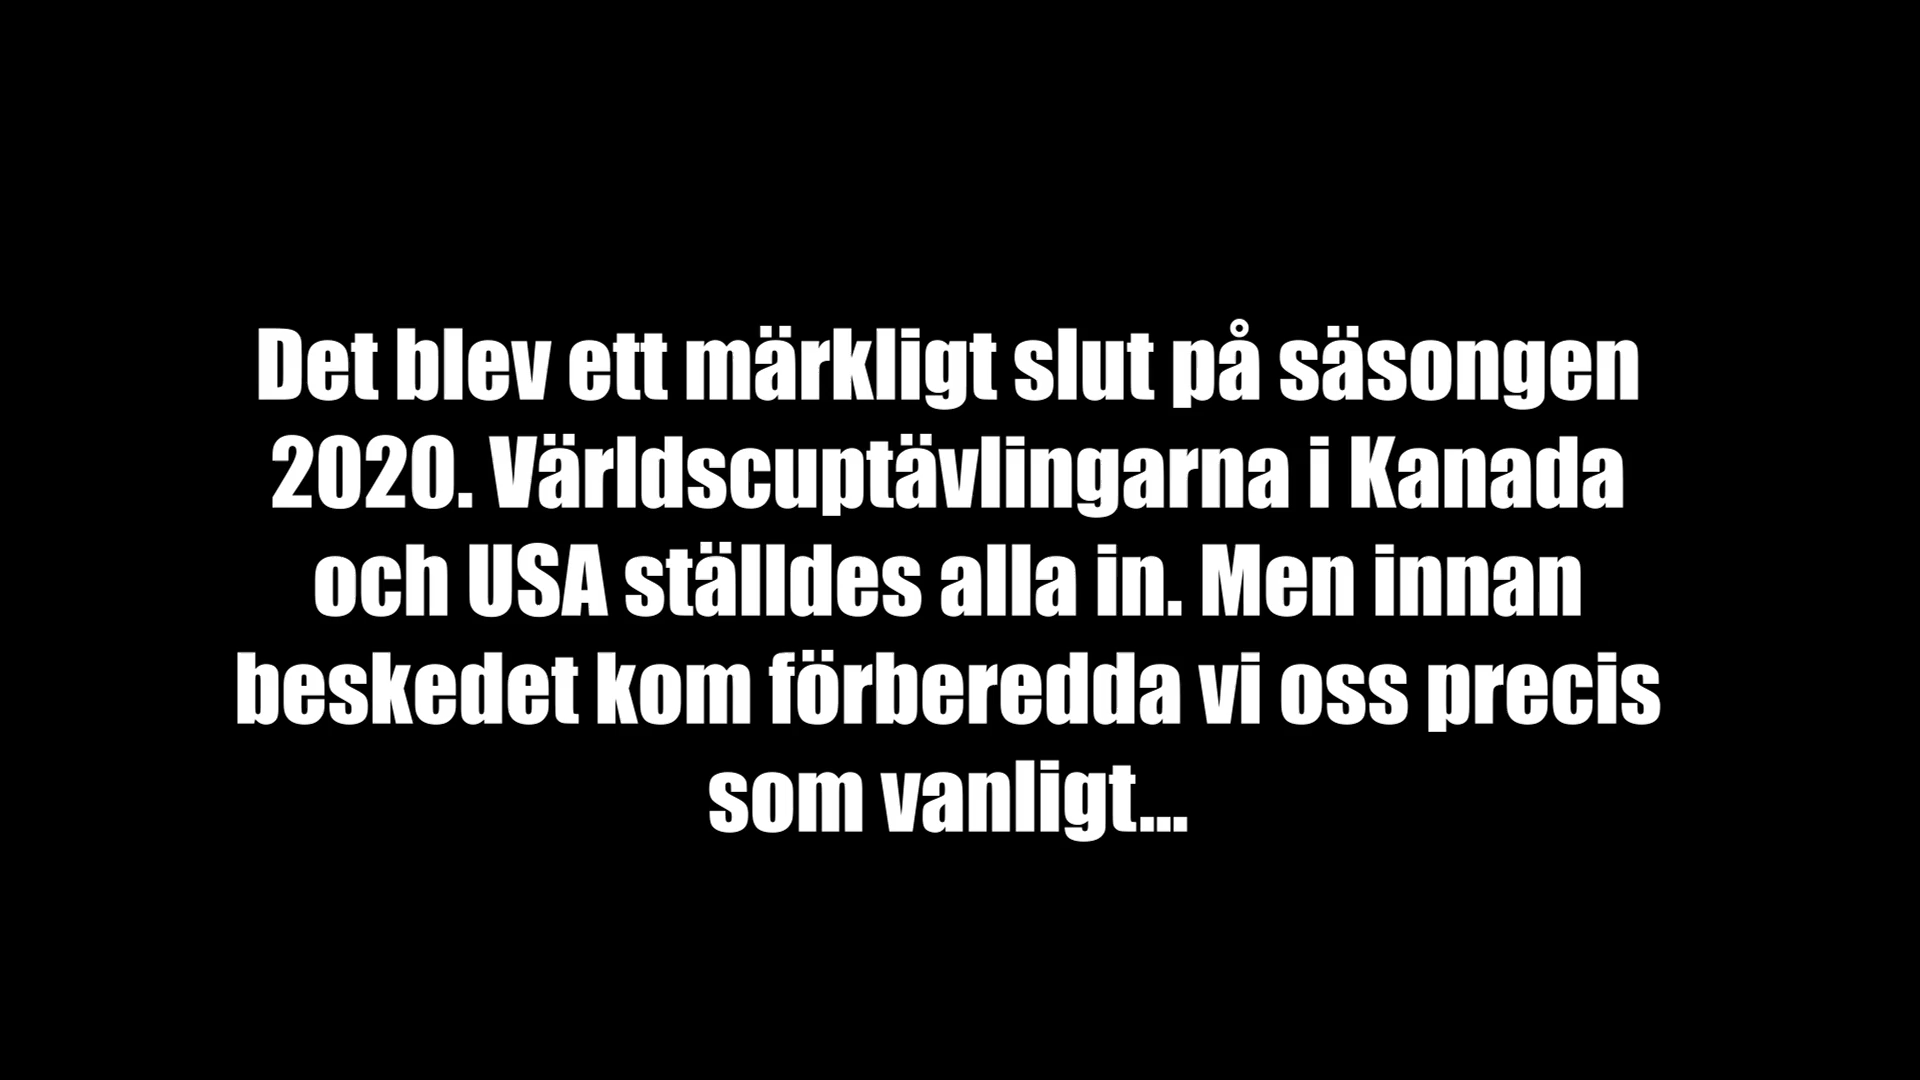 Det blev ett märkligt slut på säsongen
2020. Världscuptävlingarna i Kanada
och USA ställdes alla in. Men innan
beskedet kom förberedda vi oss precis
som vanligt...